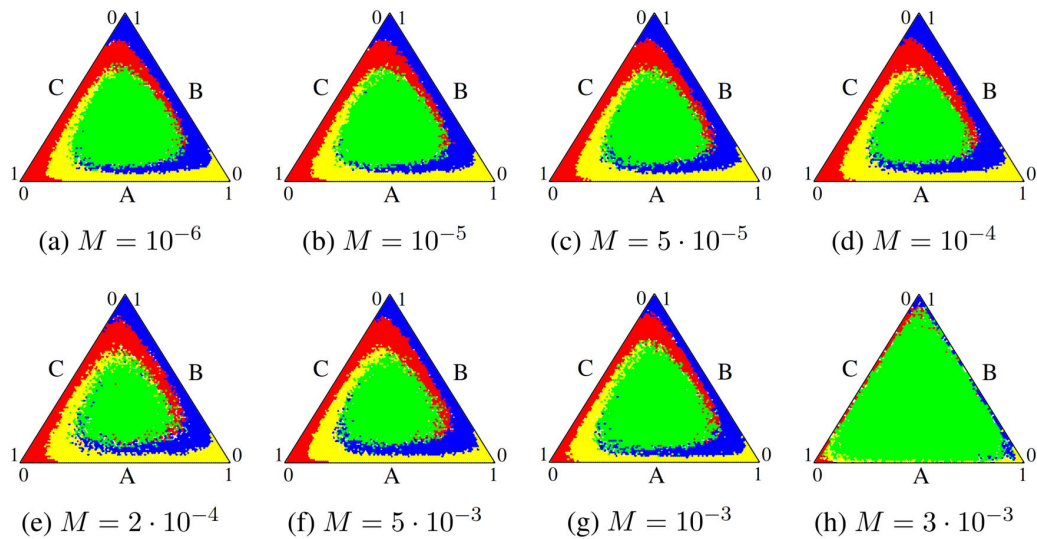 0 1 0 1 0 1 0 1
C B C B C B C B
1 0 1 0 1 0 1 0
0 A 1 0 A 1 0 A 1 0 A 1
(a) M = 10⁻⁶ (b) M = 10⁻⁵ (c) M = 5 · 10⁻⁵ (d) M = 10⁻⁴
0 1 0 1 0 1 0 1
C B C B C B C B
1 0 1 0 1 0 1 0
0 A 1 0 A 1 0 A 1 0 A 1
(e) M = 2 · 10⁻⁴ (f) M = 5 · 10⁻³ (g) M = 10⁻³ (h) M = 3 · 10⁻³